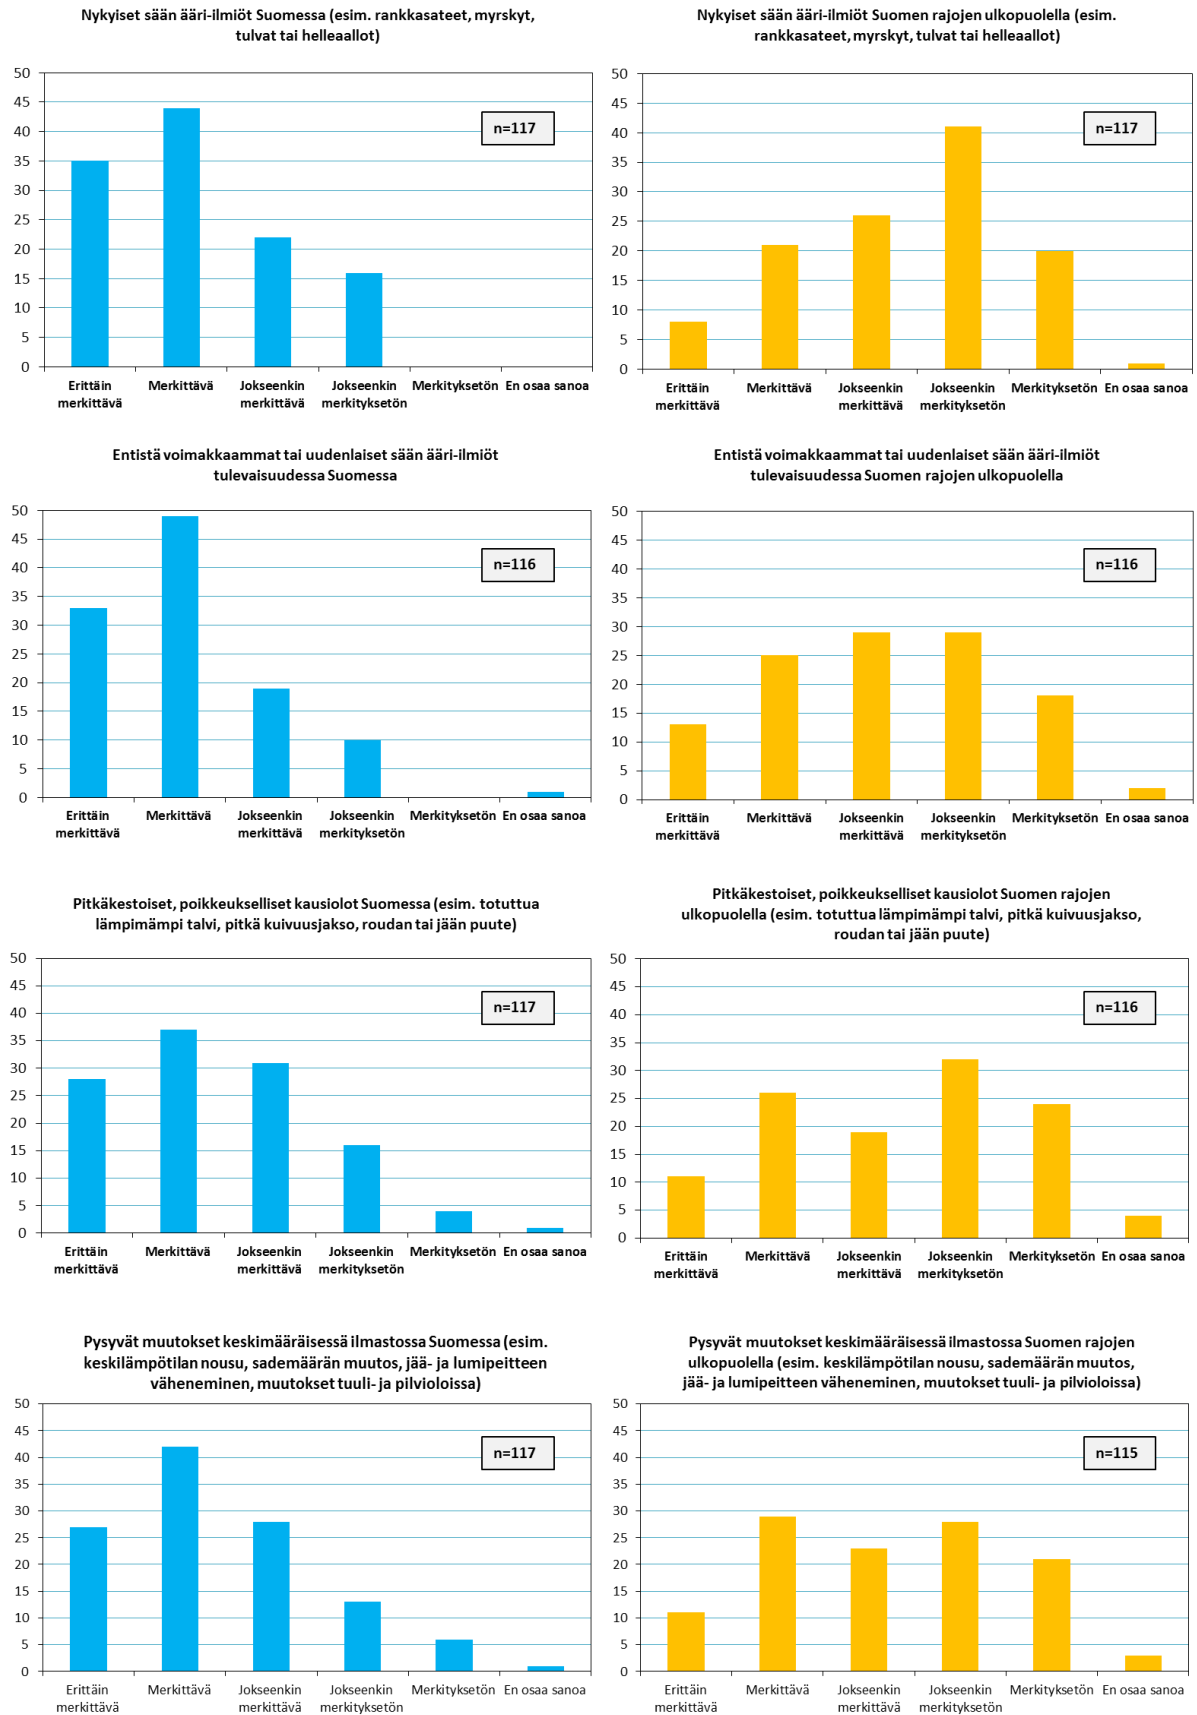 Nykyiset sään ääri-ilmiöt Suomessa (esim. rankkasateet, myrskyt,
tulvat tai helleaallot)
50
45
40
35
30
25
20
15
10
5
0
n=117
Erittäin
merkittävä
Merkittävä
Jokseenkin
merkittävä
Jokseenkin
merkityksetön
Merkityksetön
En osaa sanoa
Nykyiset sään ääri-ilmiöt Suomen rajojen ulkopuolella (esim.
rankkasateet, myrskyt, tulvat tai helleaallot)
50
45
40
35
30
25
20
15
10
5
0
n=117
Erittäin
merkittävä
Merkittävä
Jokseenkin
merkittävä
Jokseenkin
merkityksetön
Merkityksetön
En osaa sanoa
Entistä voimakkaammat tai uudenlaiset sään ääri-ilmiöt
tulevaisuudessa Suomessa
50
45
40
35
30
25
20
15
10
5
0
n=116
Erittäin
merkittävä
Merkittävä
Jokseenkin
merkittävä
Jokseenkin
merkityksetön
Merkityksetön
En osaa sanoa
Entistä voimakkaammat tai uudenlaiset sään ääri-ilmiöt
tulevaisuudessa Suomen rajojen ulkopuolella
50
45
40
35
30
25
20
15
10
5
0
n=116
Erittäin
merkittävä
Merkittävä
Jokseenkin
merkittävä
Jokseenkin
merkityksetön
Merkityksetön
En osaa sanoa
Pitkäkestoiset, poikkeukselliset kausiolot Suomessa (esim. totuttua
lämpimämpi talvi, pitkä kuivuusjakso, roudan tai jään puute)
50
45
40
35
30
25
20
15
10
5
0
n=117
Erittäin
merkittävä
Merkittävä
Jokseenkin
merkittävä
Jokseenkin
merkityksetön
Merkityksetön
En osaa sanoa
Pitkäkestoiset, poikkeukselliset kausiolot Suomen rajojen
ulkopuolella (esim. totuttua lämpimämpi talvi, pitkä kuivuusjakso,
roudan tai jään puute)
50
45
40
35
30
25
20
15
10
5
0
n=116
Erittäin
merkittävä
Merkittävä
Jokseenkin
merkittävä
Jokseenkin
merkityksetön
Merkityksetön
En osaa sanoa
Pysyvät muutokset keskimääräisessä ilmastossa Suomessa (esim.
keskilämpötilan nousu, sademäärän muutos, jää- ja lumipeitteen
väheneminen, muutokset tuuli- ja pilvioloissa)
50
45
40
35
30
25
20
15
10
5
0
n=117
Erittäin
merkittävä
Merkittävä
Jokseenkin
merkittävä
Jokseenkin
merkityksetön
Merkityksetön
En osaa sanoa
Pysyvät muutokset keskimääräisessä ilmastossa Suomen rajojen
ulkopuolella (esim. keskilämpötilan nousu, sademäärän muutos,
jää- ja lumipeitteen väheneminen, muutokset tuuli- ja pilvioloissa)
50
45
40
35
30
25
20
15
10
5
0
n=115
Erittäin
merkittävä
Merkittävä
Jokseenkin
merkittävä
Jokseenkin
merkityksetön
Merkityksetön
En osaa sanoa